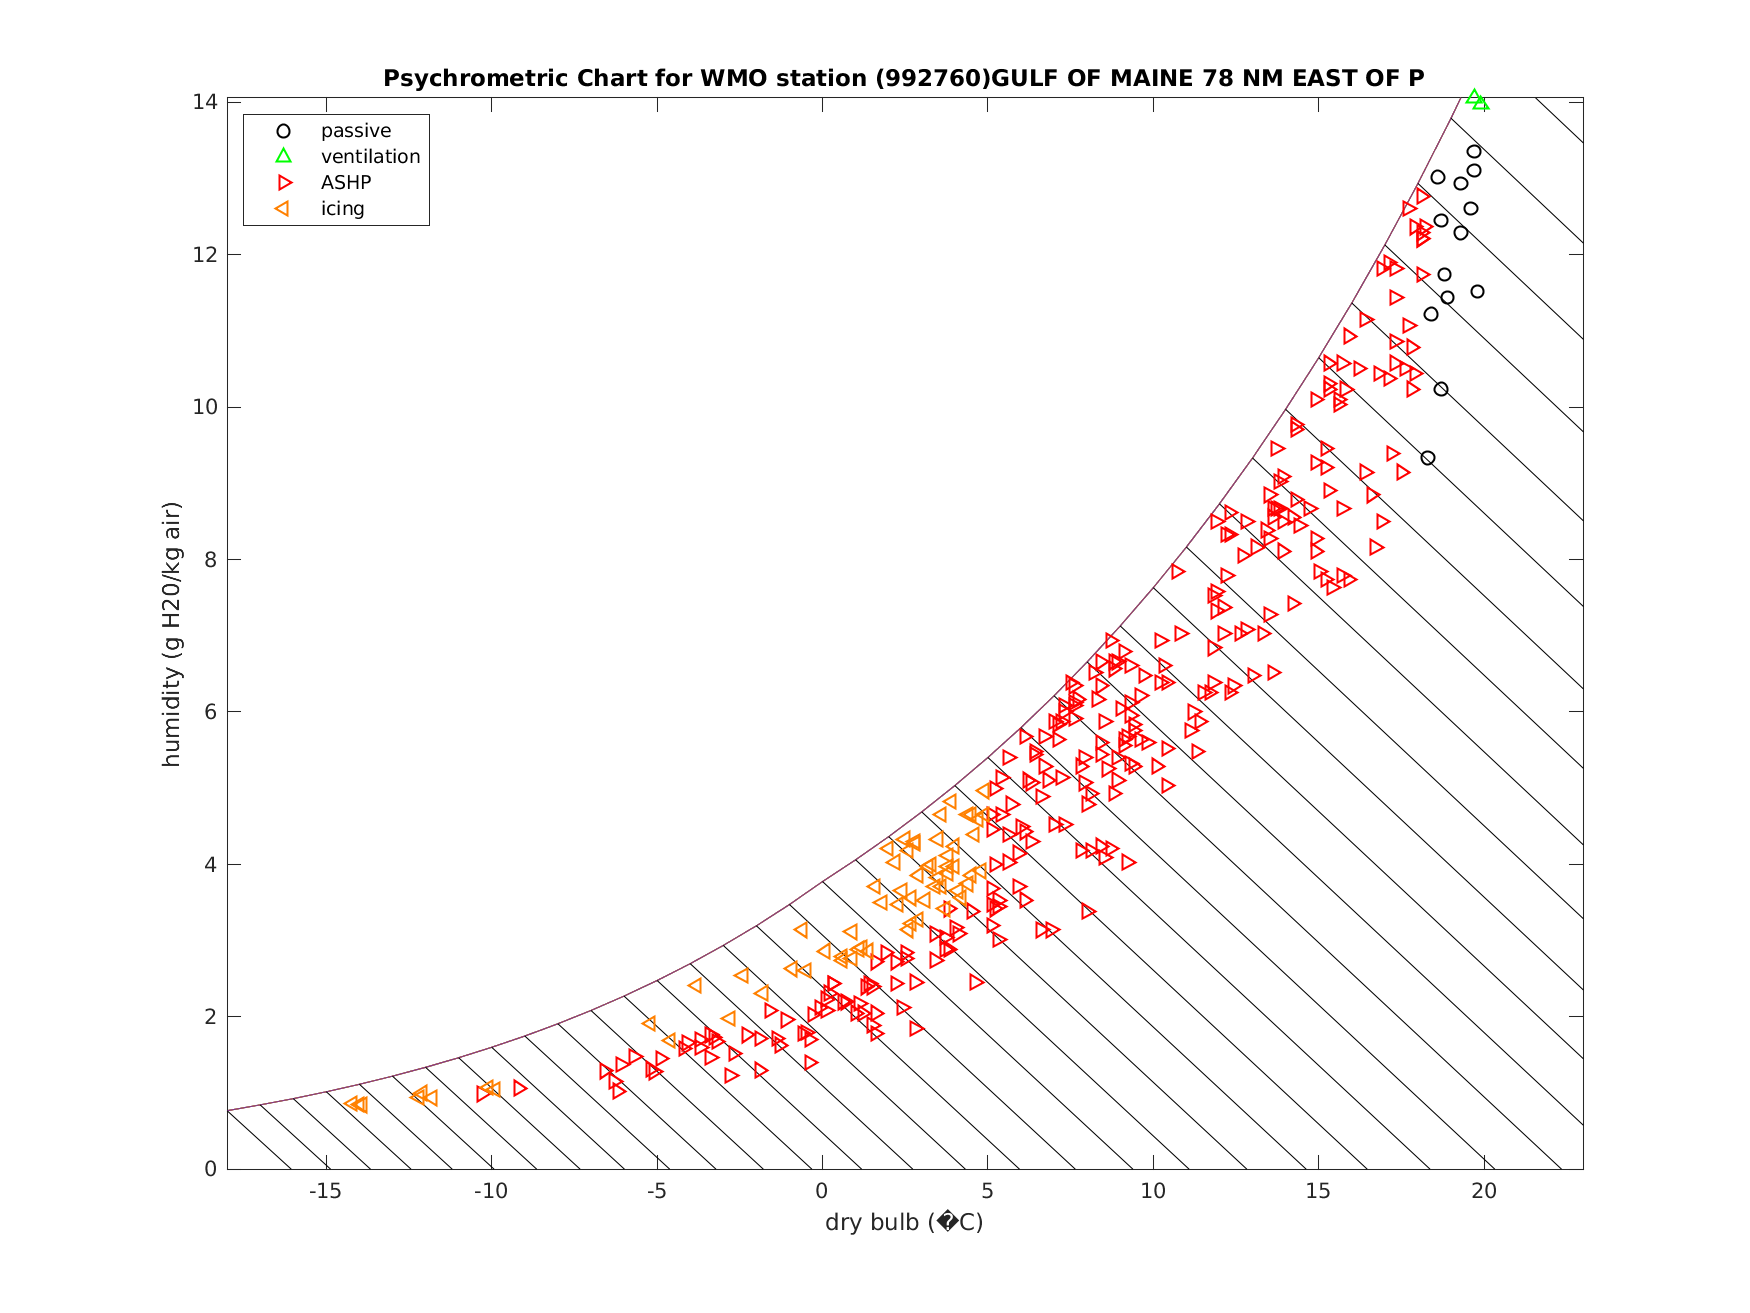 Psychrometric Chart for WMO station (992760)GULF OF MAINE 78 NM EAST OF P
passive
ventilation
ASHP
icing
14
12
10
8
6
4
2
0
humidity (g H20/kg air)
-15 -10 -5 0 5 10 15 20
dry bulb (�C)